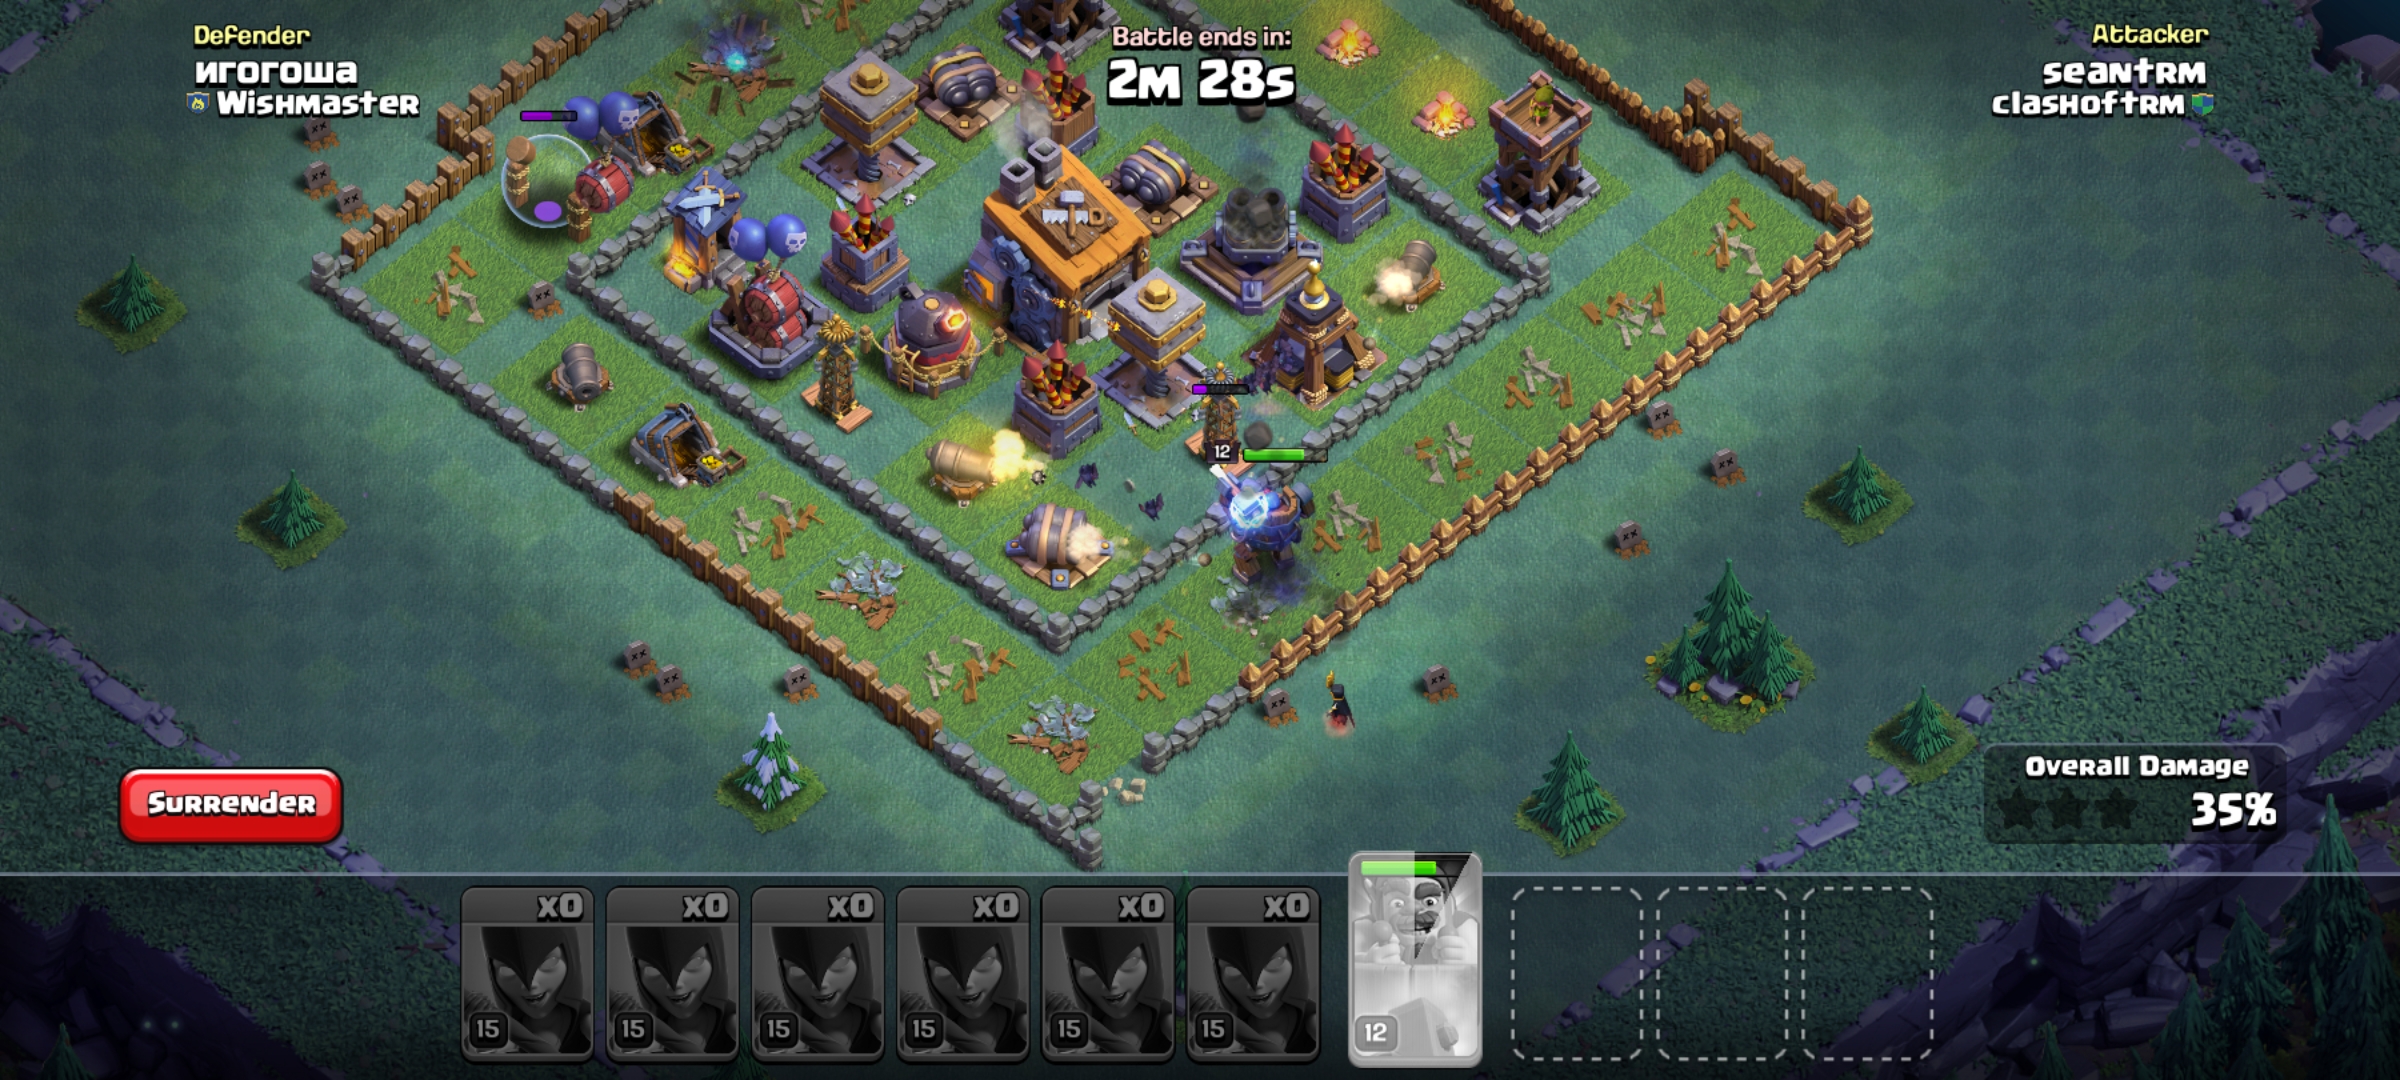 Defender
игогоша
Wishmaster
Battle ends in:
2m 28s
Attacker
seantrm
clashoftrm
12
Surrender
Overall Damage
35%
x0
x0
x0
x0
x0
x0
15
15
15
15
15
15
12